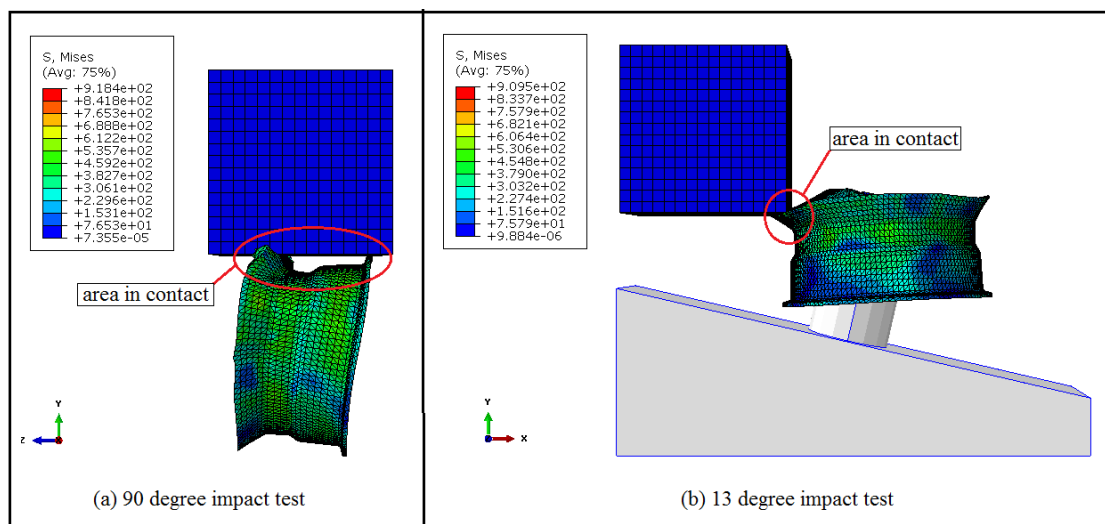 S, Mises
(Avg: 75%)
+9.184e+02
+8.418e+02
+7.653e+02
+6.888e+02
+6.122e+02
+5.357e+02
+4.592e+02
+3.827e+02
+3.061e+02
+2.296e+02
+1.531e+02
+7.653e+01
+7.355e-05
area in contact
Y
Z
(a) 90 degree impact test
S, Mises
(Avg: 75%)
+9.095e+02
+8.337e+02
+7.579e+02
+6.821e+02
+6.064e+02
+5.306e+02
+4.548e+02
+3.790e+02
+3.032e+02
+2.274e+02
+1.516e+02
+7.579e+01
+9.884e-06
area in contact
Y
X
(b) 13 degree impact test